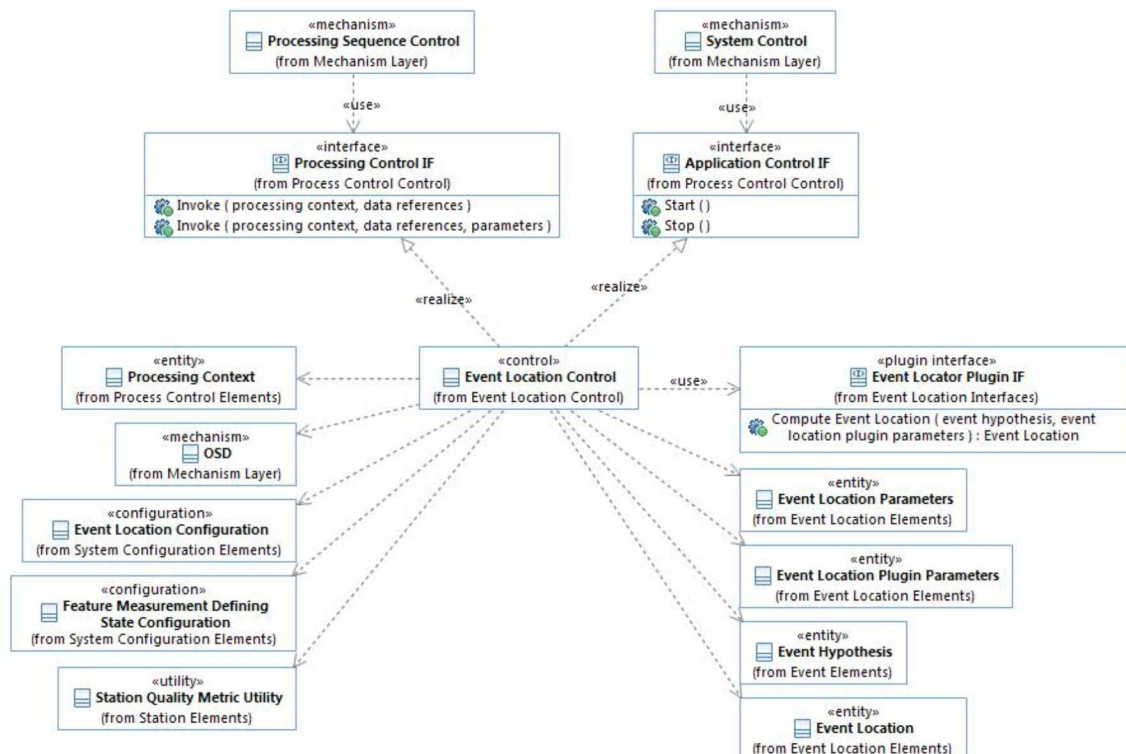 «mechanism»
Processing Sequence Control
(from Mechanism Layer)
«mechanism»
System Control
(from Mechanism Layer)
«use»
«use»
«interface»
Processing Control IF
(from Process Control Control)
Invoke ( processing context, data references )
Invoke ( processing context, data references, parameters )
«interface»
Application Control IF
(from Process Control Control)
Start ( )
Stop ( )
«realize»
«realize»
«entity»
Processing Context
(from Process Control Elements)
«control»
Event Location Control
(from Event Location Control)
«use»
«plugin interface»
Event Locator Plugin IF
(from Event Location Interfaces)
Compute Event Location ( event hypothesis, event
location plugin parameters ) : Event Location
«mechanism»
OSD
(from Mechanism Layer)
«entity»
Event Location Parameters
(from Event Location Elements)
«configuration»
Event Location Configuration
(from System Configuration Elements)
«entity»
Event Location Plugin Parameters
(from Event Location Elements)
«configuration»
Feature Measurement Defining
State Configuration
(from System Configuration Elements)
«entity»
Event Hypothesis
(from Event Elements)
«utility»
Station Quality Metric Utility
(from Station Elements)
«entity»
Event Location
(from Event Location Elements)